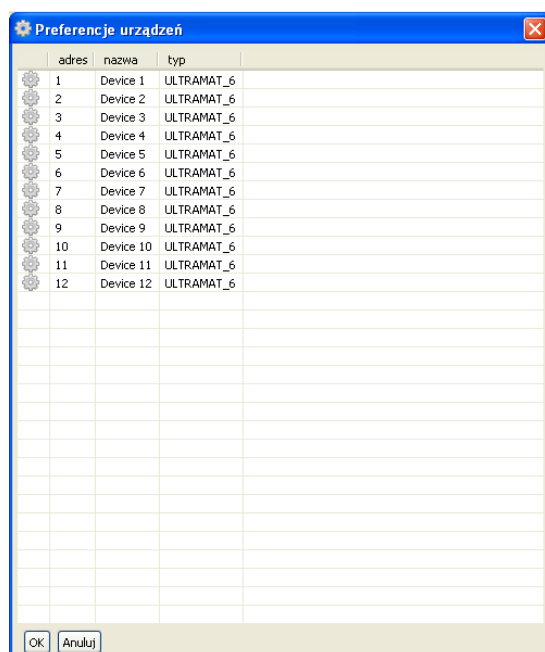 Preferencje urządzeń
adres nazwa typ
1 Device 1 ULTRAMAT_6
2 Device 2 ULTRAMAT_6
3 Device 3 ULTRAMAT_6
4 Device 4 ULTRAMAT_6
5 Device 5 ULTRAMAT_6
6 Device 6 ULTRAMAT_6
7 Device 7 ULTRAMAT_6
8 Device 8 ULTRAMAT_6
9 Device 9 ULTRAMAT_6
10 Device 10 ULTRAMAT_6
11 Device 11 ULTRAMAT_6
12 Device 12 ULTRAMAT_6
OK Anuluj